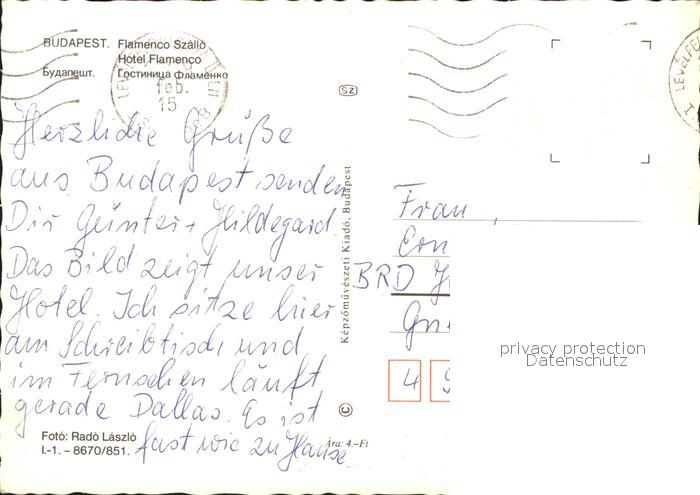 BUDAPEST. Flamenco Szálló
Hotel Flamenco
Будапешт. Гостиница Фламенко
feb.
15
SZ
LEVÉLFE
Herzliche Grüße
aus Budapest senden
Dir Günter + Hildegard.
Das Bild zeigt unser
Hotel. Ich sitze hier
am Schreibtisch und
im Fernsehen läuft
gerade Dallas. Es ist
fast wie zu Hause.
Fotó: Radó László
I.-1. – 8670/851.
Ára: 4.–Ft
Képzőművészeti Kiadó, Budapest
©
Frau
BRD
4
privacy protection
Datenschutz